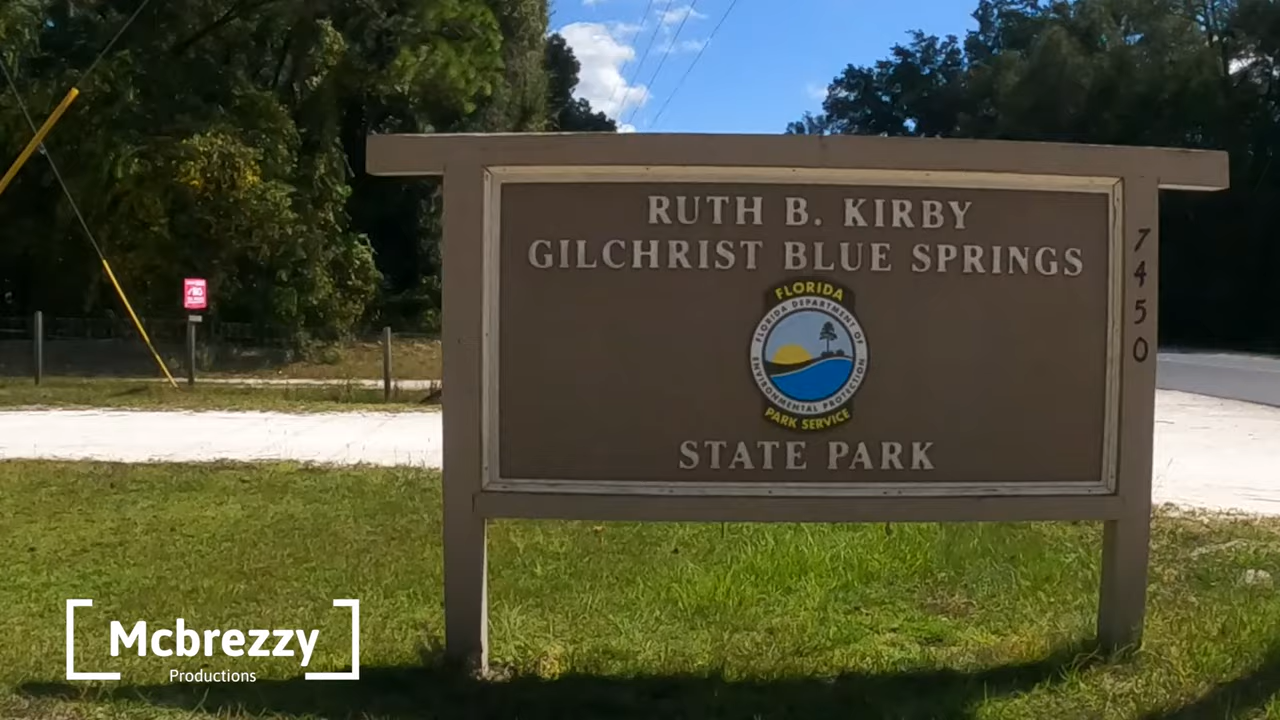 RUTH B. KIRBY
GILCHRIST BLUE SPRINGS
FLORIDA
FLORIDA DEPARTMENT OF
ENVIRONMENTAL PROTECTION
PARK SERVICE
STATE PARK
7450
Mcbrezzy
Productions